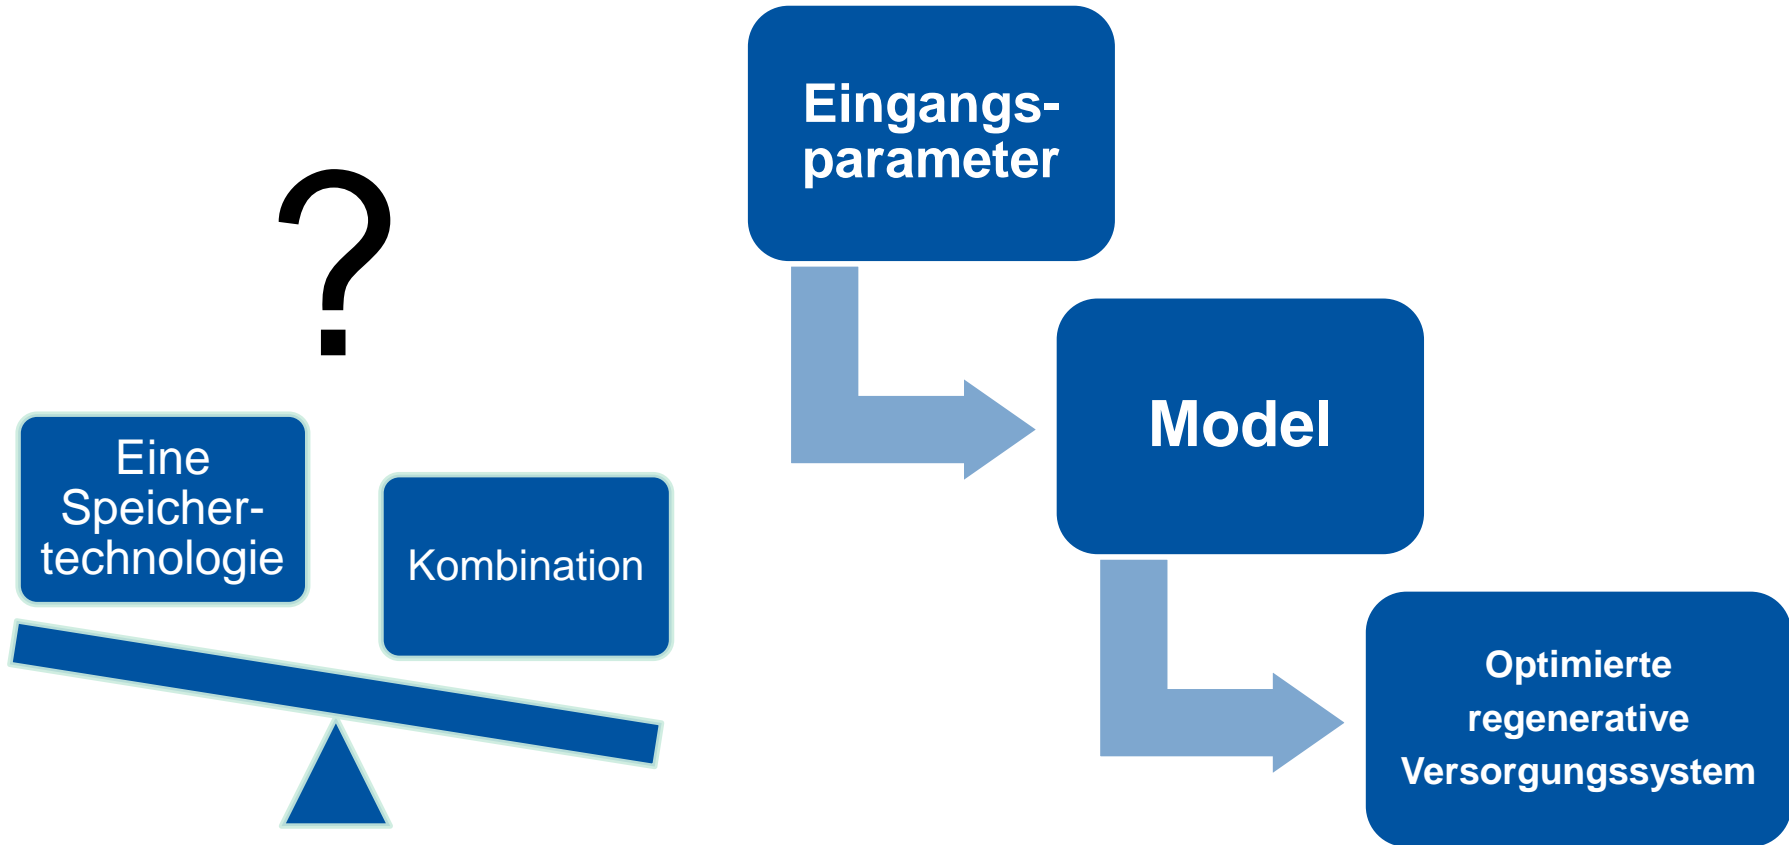 ?
Eine
Speicher-
technologie
Kombination
Eingangs-
parameter
Model
Optimierte
regenerative
Versorgungssystem